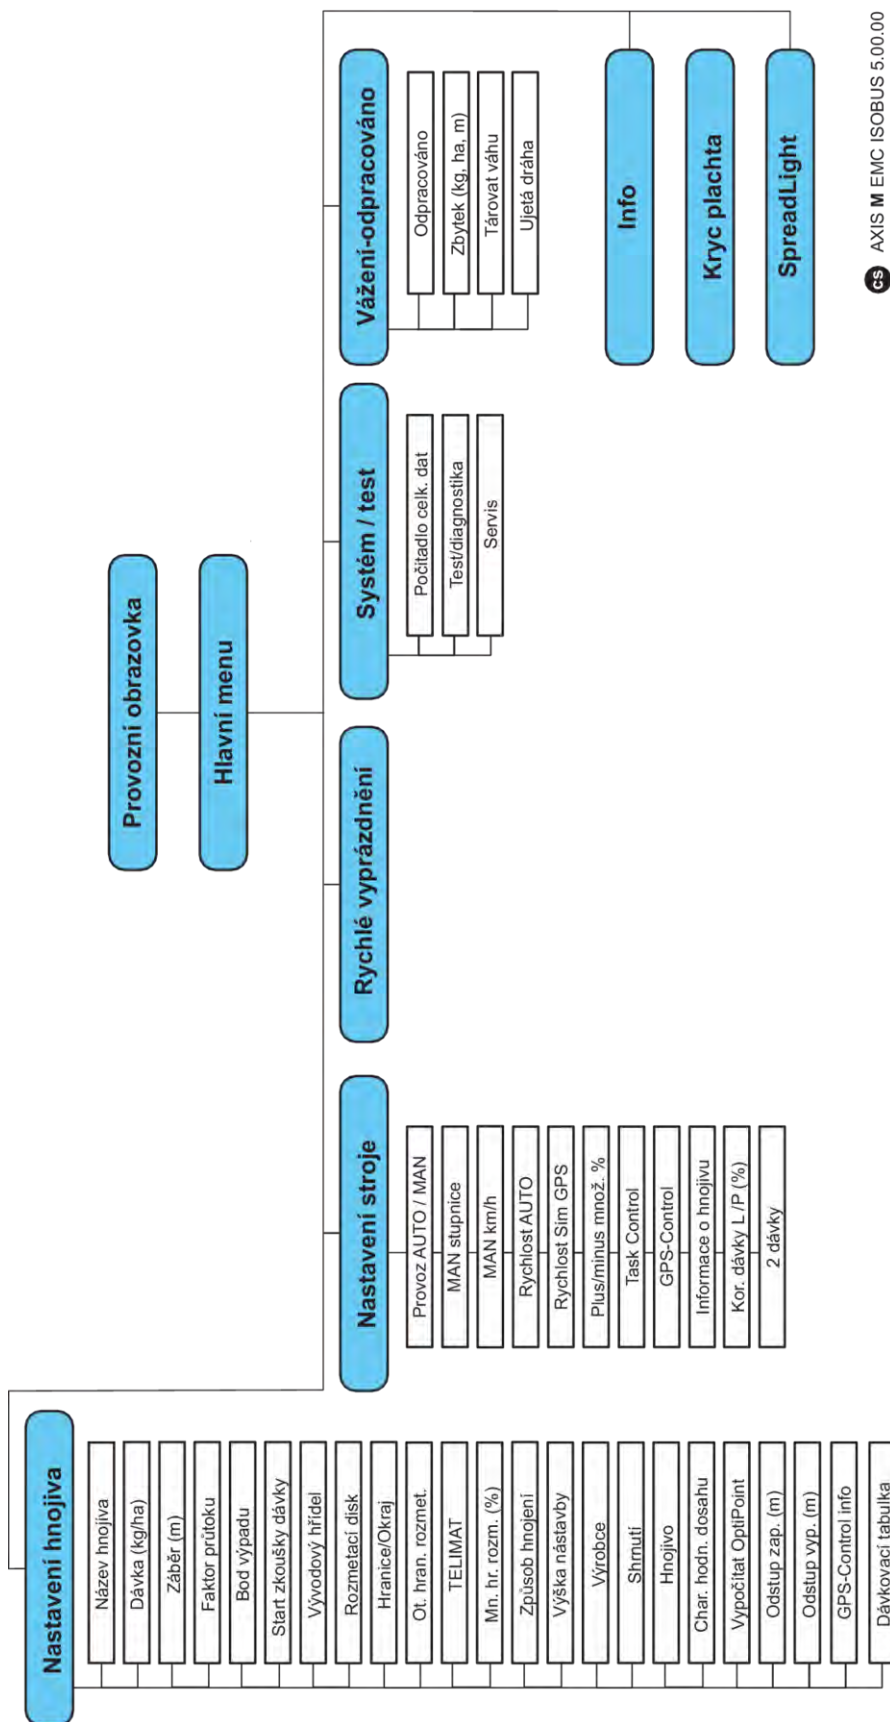 Provozní obrazovka
Hlavní menu
Nastavení hnojiva
Název hnojiva
Dávka (kg/ha)
Záběr (m)
Faktor průtoku
Bod výpadu
Start zkoušky dávky
Vývodový hřídel
Rozmetací disk
Hranice/Okraj
Ot. hran. rozmet.
TELIMAT
Mn. hr. rozm. (%)
Způsob hnojení
Výška nástavby
Výrobce
Shrnutí
Hnojivo
Char. hodn. dosahu
Vypočítat OptiPoint
Odstup zap. (m)
Odstup vyp. (m)
GPS-Control info
Dávkovací tabulka
Nastavení stroje
Provoz AUTO / MAN
MAN stupnice
MAN km/h
Rychlost AUTO
Rychlost Sim GPS
Plus/minus množ. %
Task Control
GPS-Control
Informace o hnojivu
Kor. dávky L /P (%)
2 dávky
Rychlé vyprázdnění
Systém / test
Počitadlo celk. dat
Test/diagnostika
Servis
Vážení-odpracováno
Odpracováno
Zbytek (kg, ha, m)
Tárovat váhu
Ujetá dráha
Info
Kryc plachta
SpreadLight
cs AXIS M EMC ISOBUS 5.00.00